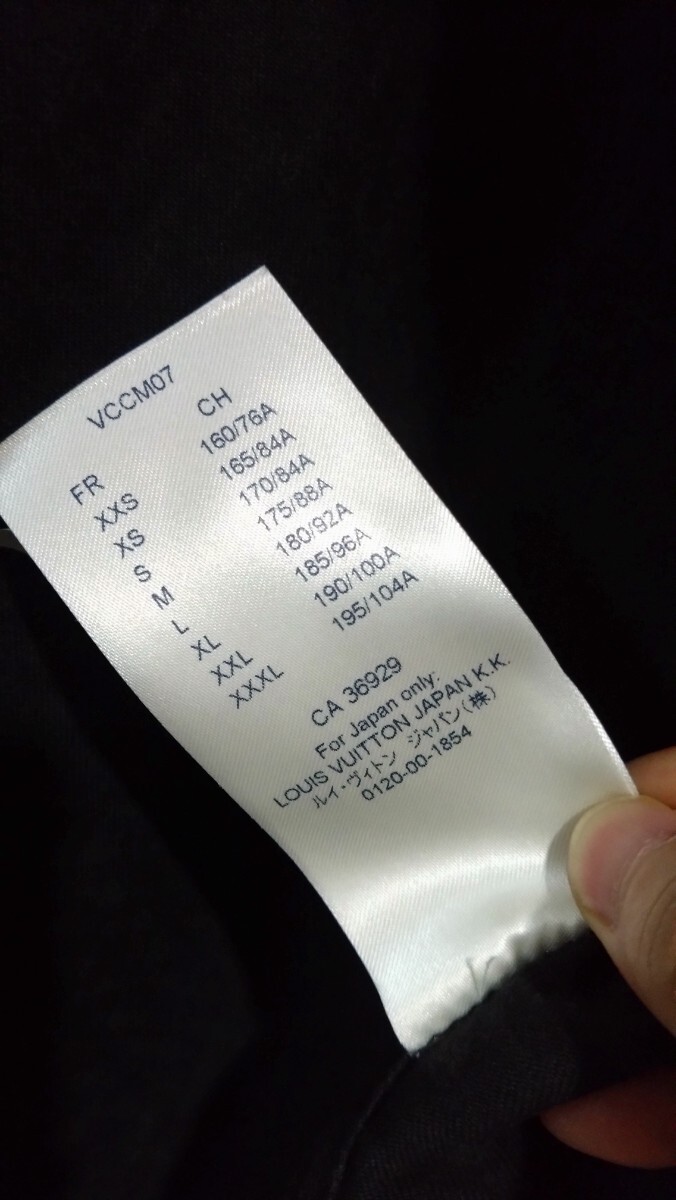 VCCM07
FR CH
XXS 160/76A
XS 165/84A
S 170/84A
M 175/88A
L 180/92A
XL 185/96A
XXL 190/100A
XXXL 195/104A
CA 36929
For Japan only:
LOUIS VUITTON JAPAN K.K.
ルイ・ヴィトン ジャパン(株)
0120-00-1854